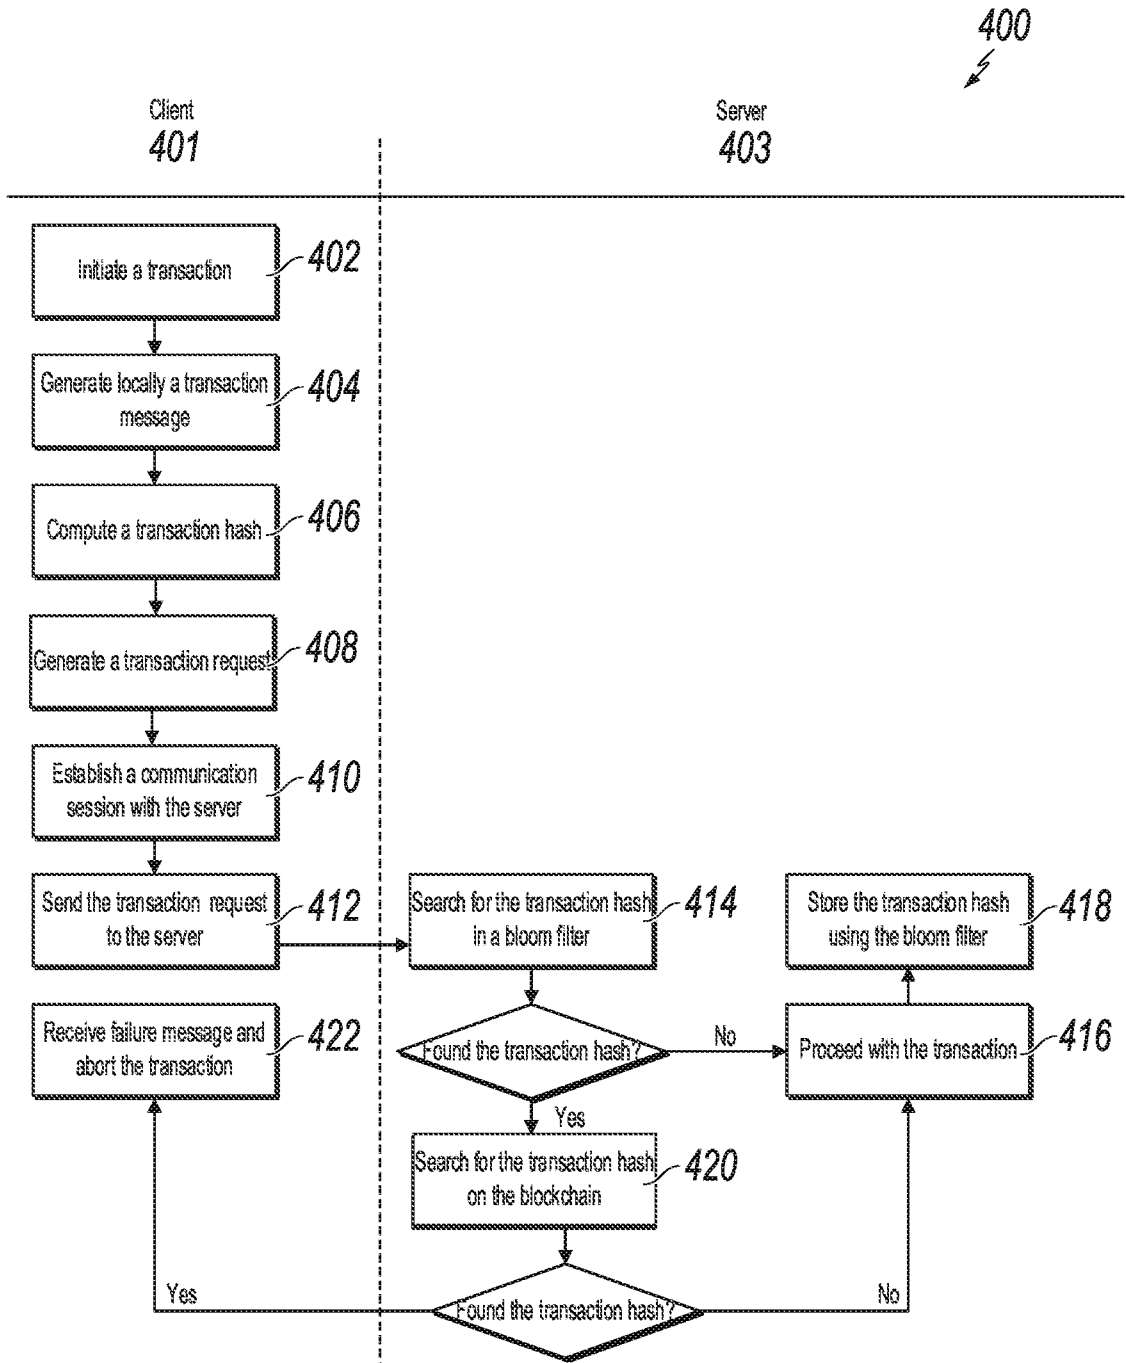 400
Client
401
Server
403
Initiate a transaction
402
Generate locally a transaction
message
404
Compute a transaction hash
406
Generate a transaction request
408
Establish a communication
session with the server
410
Send the transaction request
to the server
412
Search for the transaction hash
in a bloom filter
414
Store the transaction hash
using the bloom filter
418
Receive failure message and
abort the transaction
422
Found the transaction hash?
No
Proceed with the transaction
416
Yes
Search for the transaction hash
on the blockchain
420
Yes
Found the transaction hash?
No